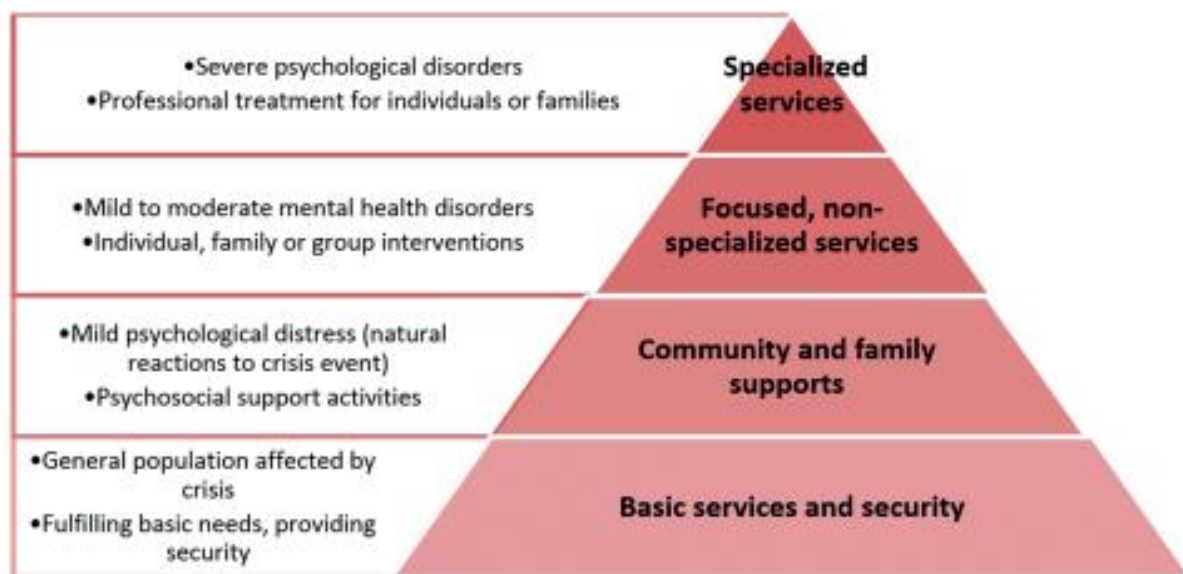 •Severe psychological disorders
•Professional treatment for individuals or families
Specialized
services
•Mild to moderate mental health disorders
•Individual, family or group interventions
Focused, non-
specialized services
•Mild psychological distress (natural
reactions to crisis event)
•Psychosocial support activities
Community and family
supports
•General population affected by
crisis
•Fulfilling basic needs, providing
security
Basic services and security